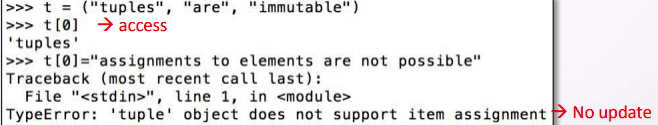 >>> t = ("tuples", "are", "immutable")
>>> t[0] → access
'tuples'
>>> t[0]="assignments to elements are not possible"
Traceback (most recent call last):
  File "<stdin>", line 1, in <module>
TypeError: 'tuple' object does not support item assignment → No update